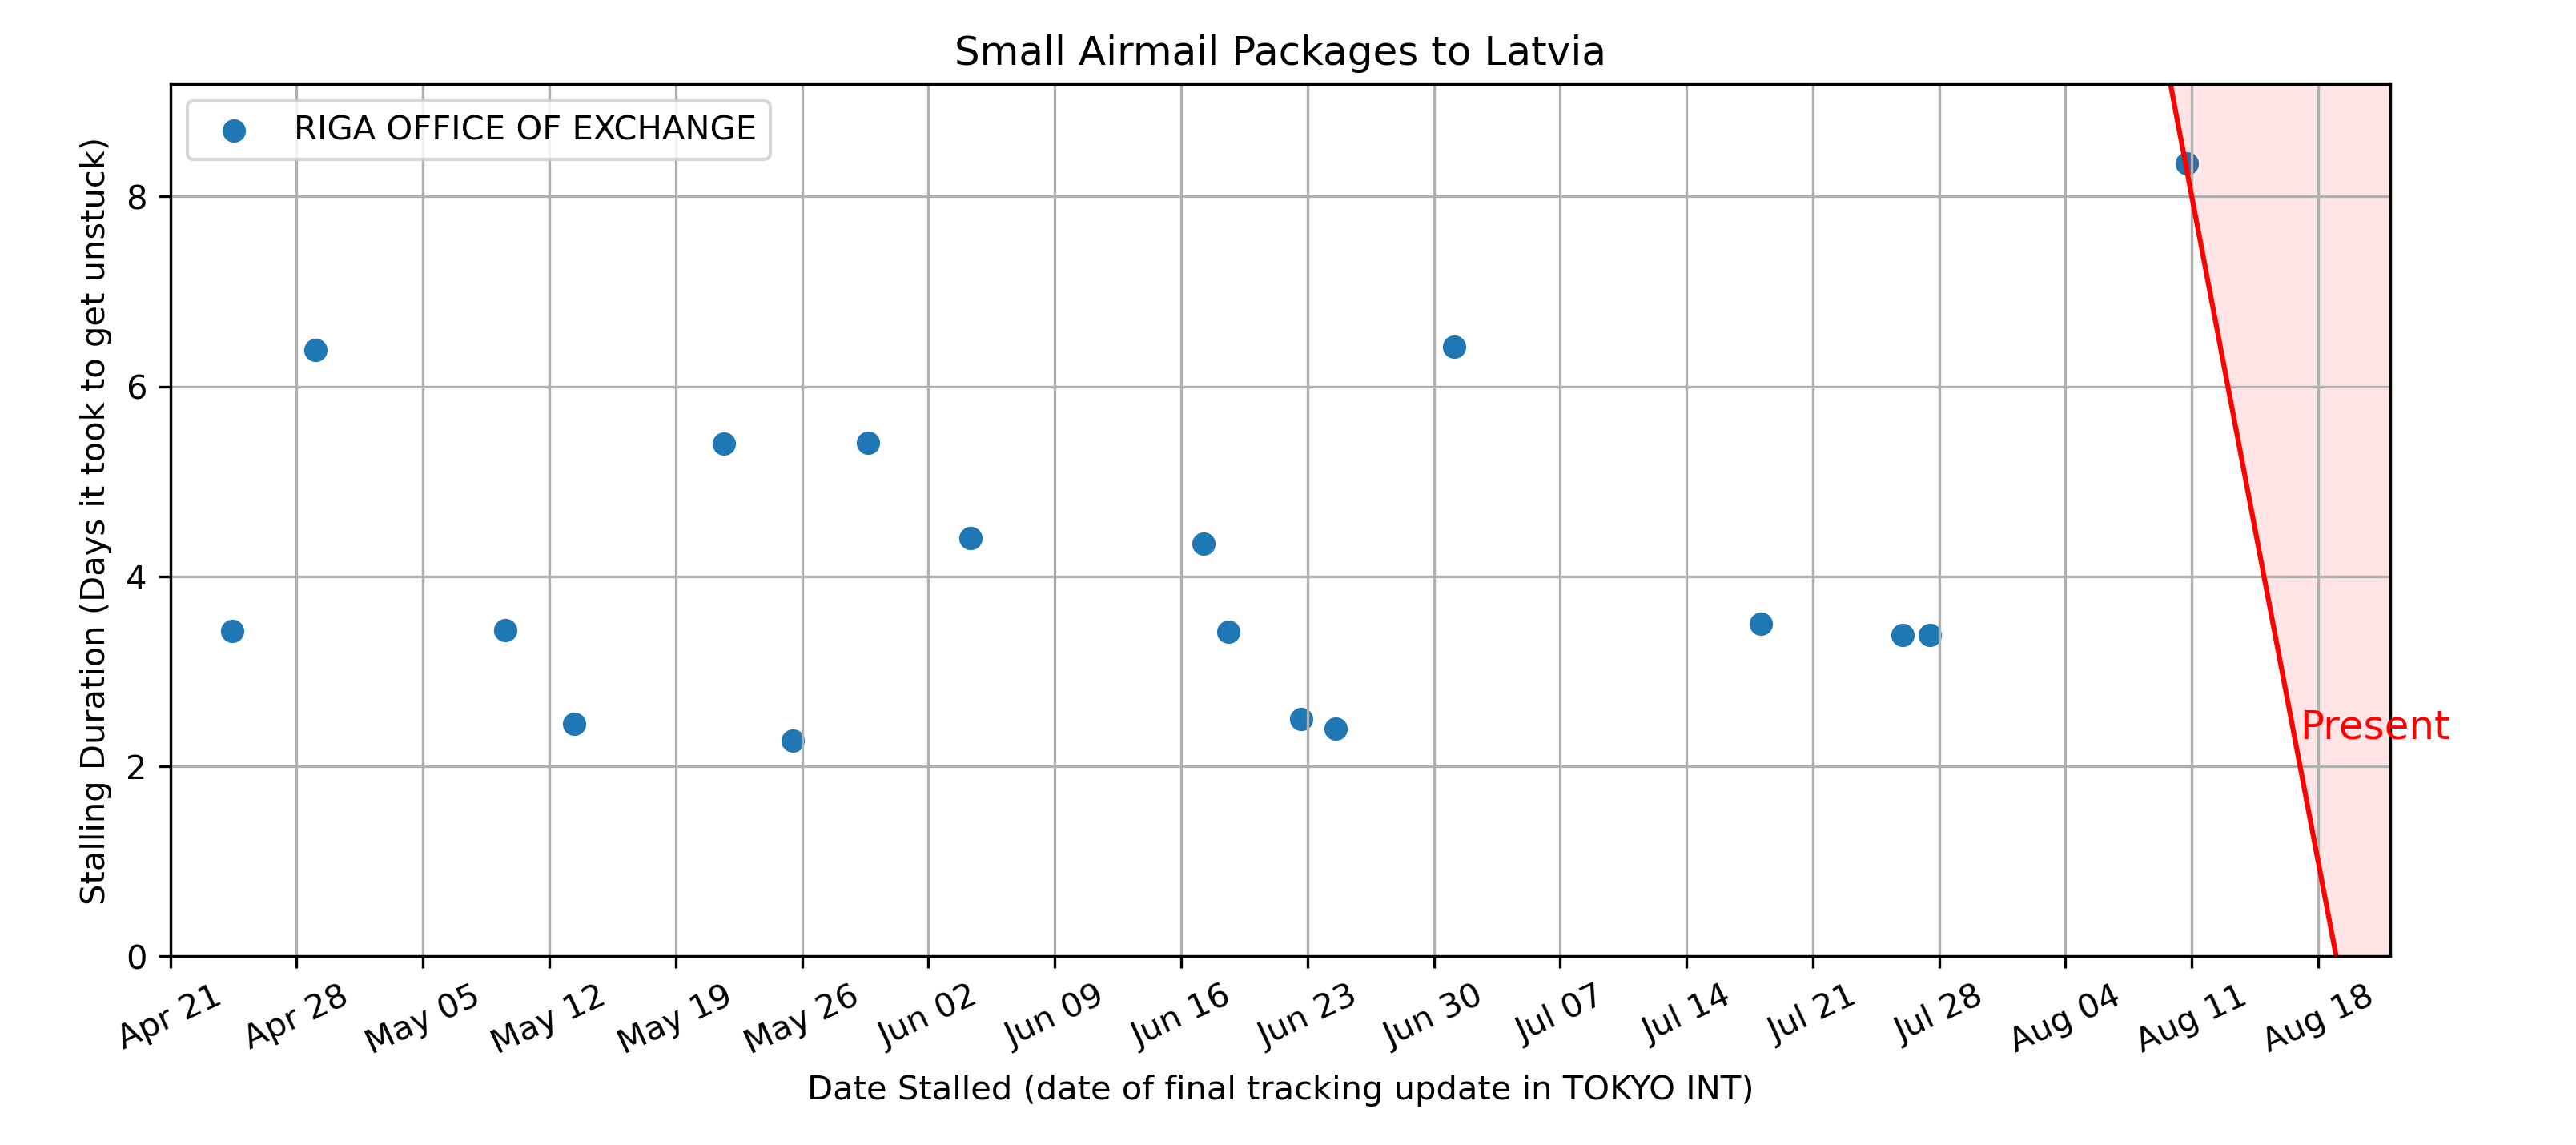 Small Airmail Packages to Latvia
RIGA OFFICE OF EXCHANGE
Stalling Duration (Days it took to get unstuck)
8
6
4
2
0
Present
Apr 21
Apr 28
May 05
May 12
May 19
May 26
Jun 02
Jun 09
Jun 16
Jun 23
Jun 30
Jul 07
Jul 14
Jul 21
Jul 28
Aug 04
Aug 11
Aug 18
Date Stalled (date of final tracking update in TOKYO INT)